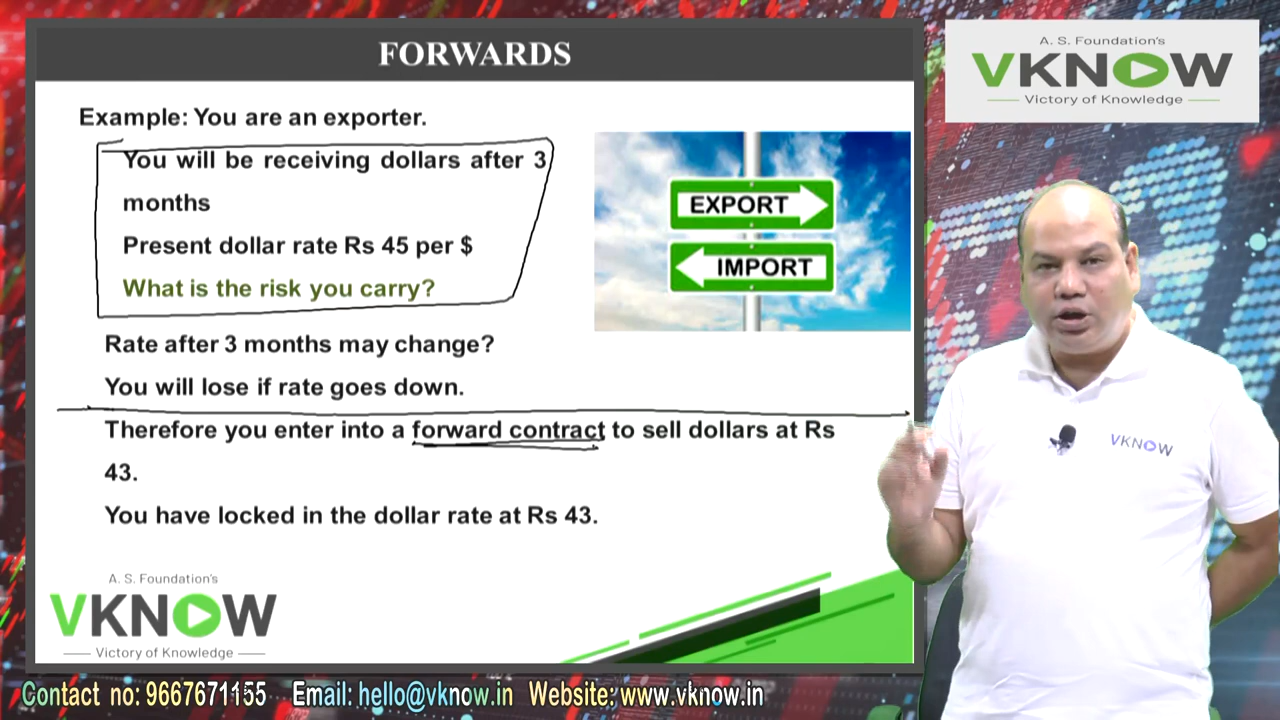 FORWARDS
Example: You are an exporter.
You will be receiving dollars after 3
months
Present dollar rate Rs 45 per $
What is the risk you carry?
Rate after 3 months may change?
You will lose if rate goes down.
Therefore you enter into a forward contract to sell dollars at Rs
43.
You have locked in the dollar rate at Rs 43.
EXPORT
IMPORT
A. S. Foundation's
VKNOW
Victory of Knowledge
A. S. Foundation's
VKNOW
Victory of Knowledge
VKNOW
Contact no: 9667671155 Email: hello@vknow.in Website: www.vknow.in